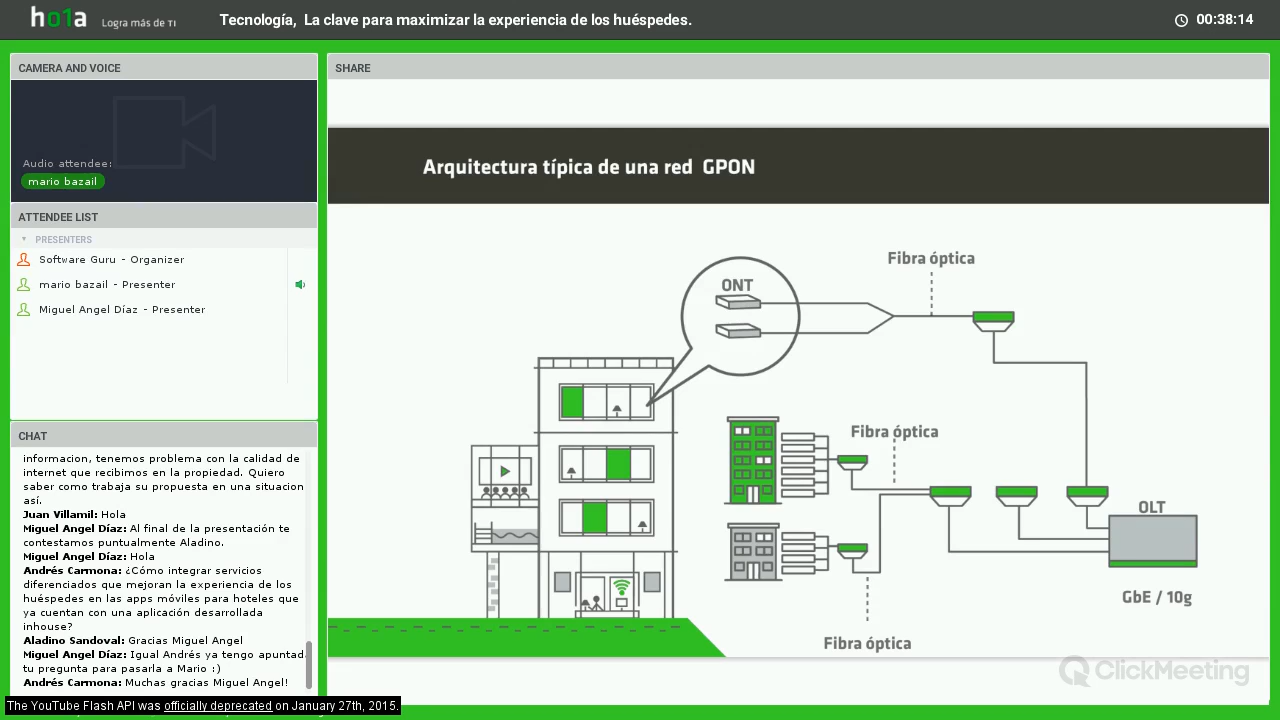 ho1a Logra más de TI
Tecnología, La clave para maximizar la experiencia de los huéspedes.
00:38:14
CAMERA AND VOICE
Audio attendee:
mario bazail
ATTENDEE LIST
PRESENTERS
Software Guru - Organizer
mario bazail - Presenter
Miguel Angel Díaz - Presenter
CHAT
infortacion, tenemos problema con la calidad de
internet que recibimos en la propiedad. Quiero
saber so trabaja su propuesta en una situacion
así.
Juan Villanil: Hola
Miguel Angel Díaz: Al final de la presentación te
contestamos puntualmente Aladino.
Miguel Angel Díaz: Hola
Andrés Carmona: ¿Cómo integrar servicios
diferenciados que mejoran la experiencia de los
huéspedes en las apps móviles para hoteles que
ya cuentan con una aplicación desarrollada
inhouse?
Aladino Sandoval: Gracias Miguel Angel
Miguel Angel Díaz: Igual Andrés ya tengo apuntad
tu pregunta para pasarla a Mario :)
Andrés Carmona: Muchas gracias Miguel Angel!
The YouTube Flash API was officially deprecated on January 27th, 2015.
SHARE
Arquitectura típica de una red GPON
ONT
Fibra óptica
Fibra óptica
OLT
GbE / 10g
Fibra óptica
ClickMeeting